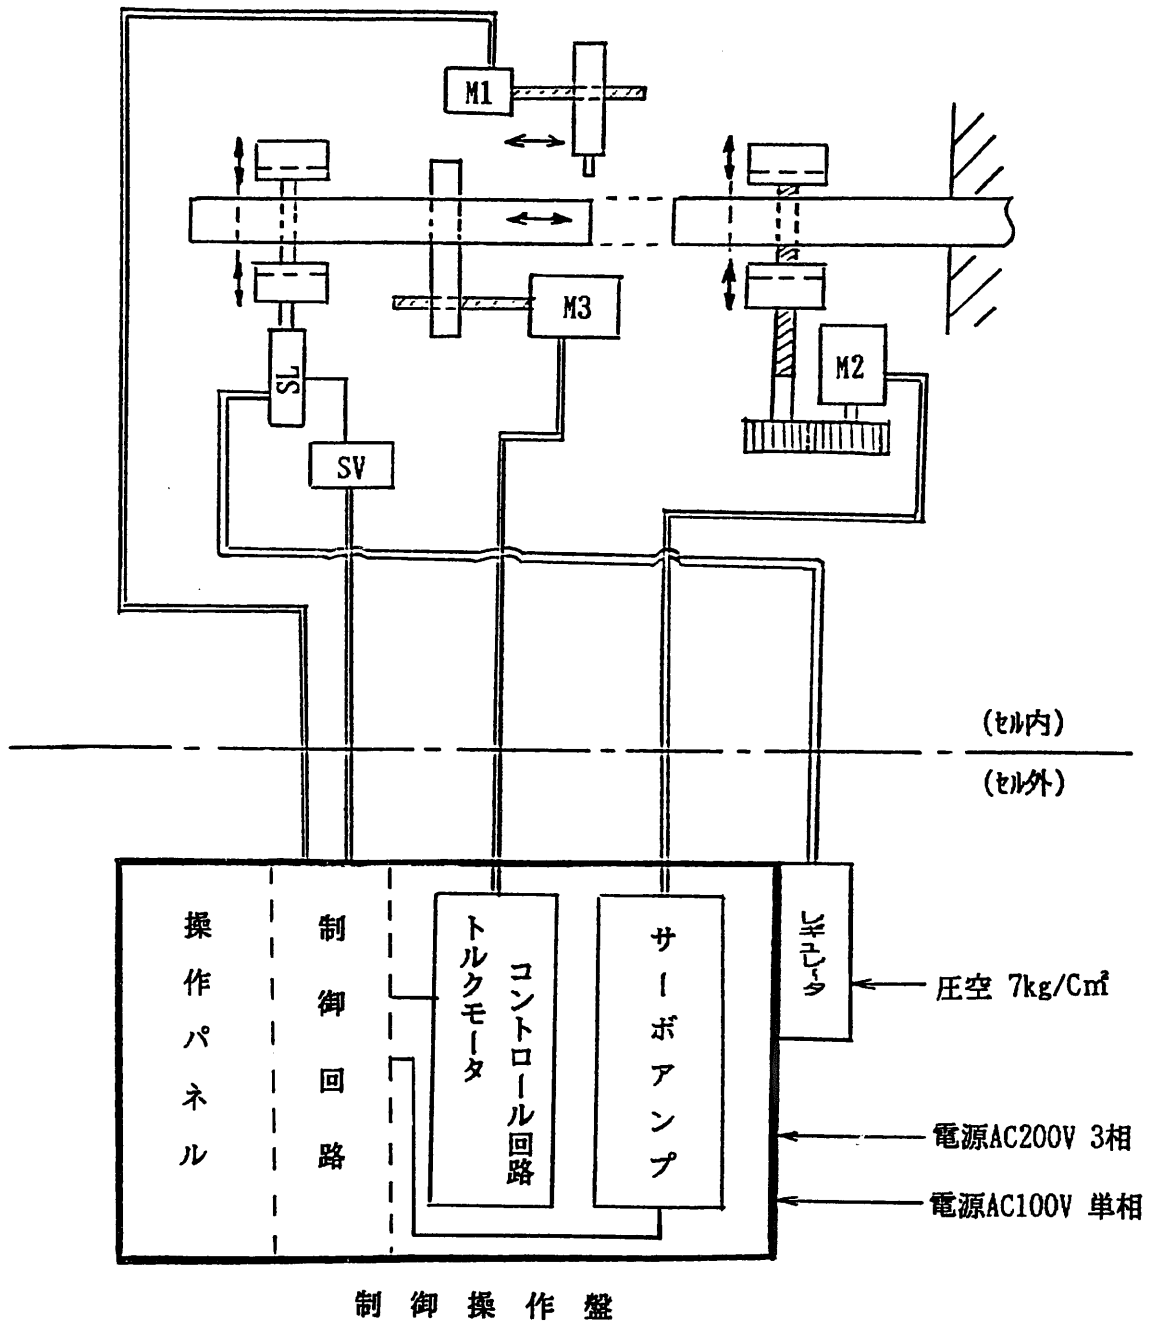 M1
M3
M2
SL
SV
(セル内)
(セル外)
操作パネル
制御回路
トルクモータ
コントロール回路
サーボアンプ
レギュレータ
圧空 7kg/Cm²
電源AC200V 3相
電源AC100V 単相
制御操作盤